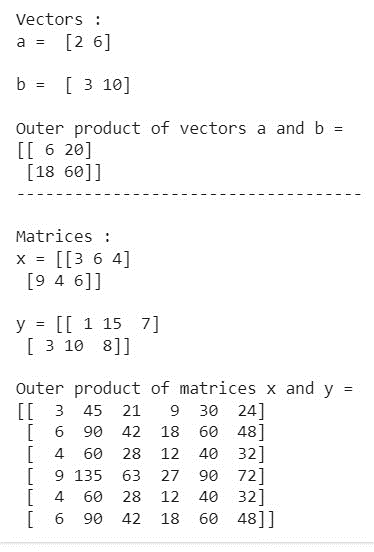 Vectors :
a =  [2 6]
b =  [ 3 10]
Outer product of vectors a and b =
[[ 6 20]
 [18 60]]
------------------------------------
Matrices :
x = [[3 6 4]
 [9 4 6]]
y = [[ 1 15  7]
 [ 3 10  8]]
Outer product of matrices x and y =
[[  3  45  21   9  30  24]
 [  6  90  42  18  60  48]
 [  4  60  28  12  40  32]
 [  9 135  63  27  90  72]
 [  4  60  28  12  40  32]
 [  6  90  42  18  60  48]]